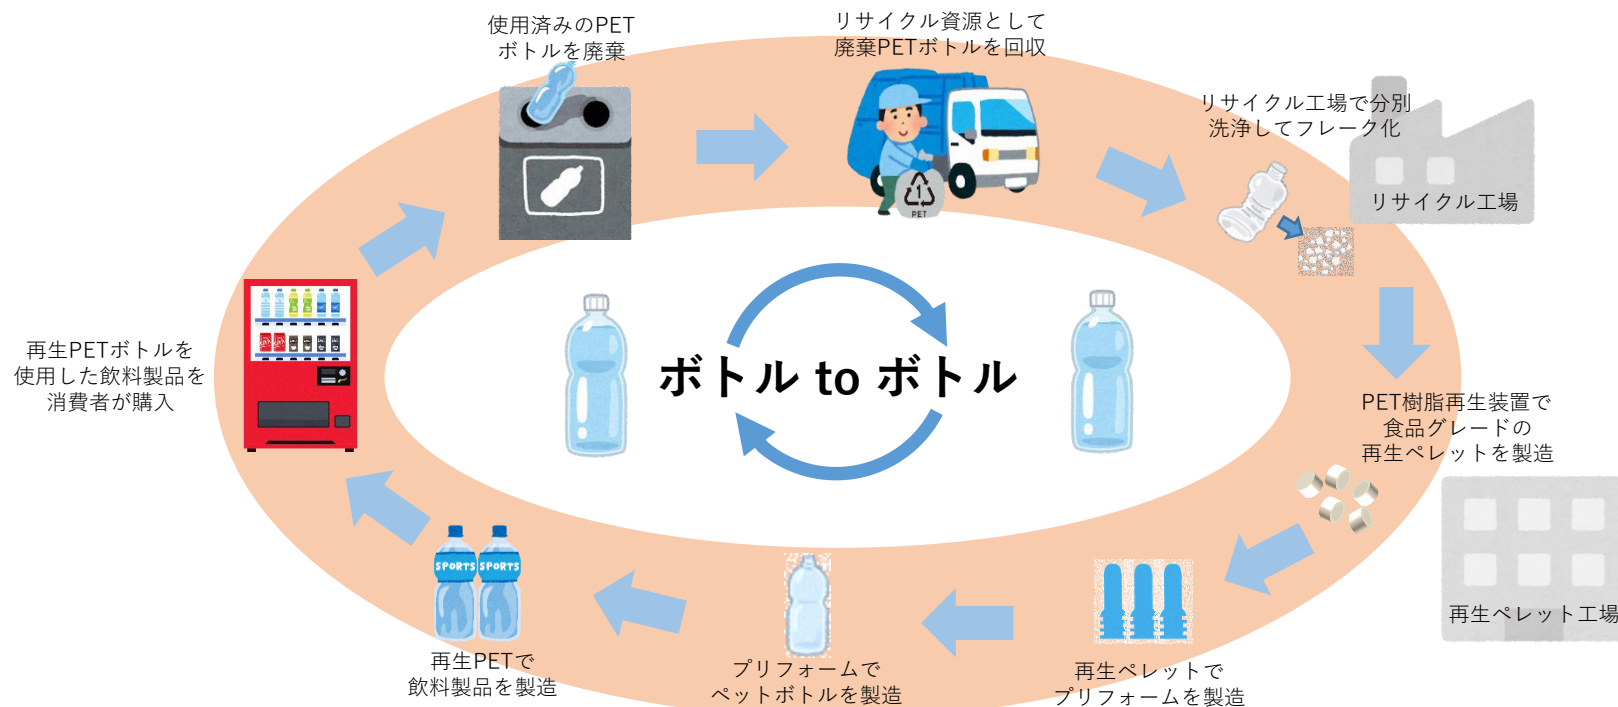 使用済みのPET
ボトルを廃棄
リサイクル資源として
廃棄PETボトルを回収
1
PET
リサイクル工場で分別
洗浄してフレーク化
リサイクル工場
PET樹脂再生装置で
食品グレードの
再生ペレットを製造
再生ペレット工場
再生ペレットで
プリフォームを製造
プリフォームで
ペットボトルを製造
SPORTS
SPORTS
再生PETで
飲料製品を製造
再生PETボトルを
使用した飲料製品を
消費者が購入
ボトル to ボトル